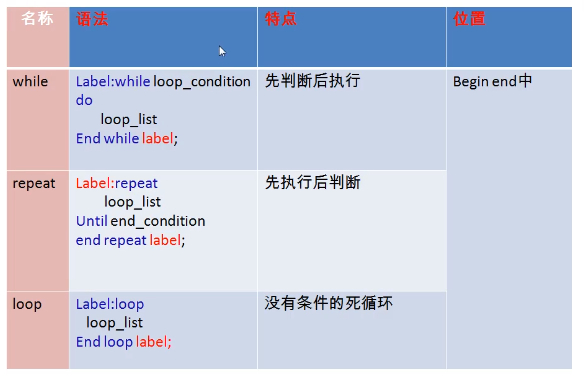 名称 语法 特点 位置
while Label:while loop_condition 先判断后执行 Begin end中
do
loop_list
End while label;
repeat Label:repeat 先执行后判断
loop_list
Until end_condition
end repeat label;
loop Label:loop 没有条件的死循环
loop_list
End loop label;